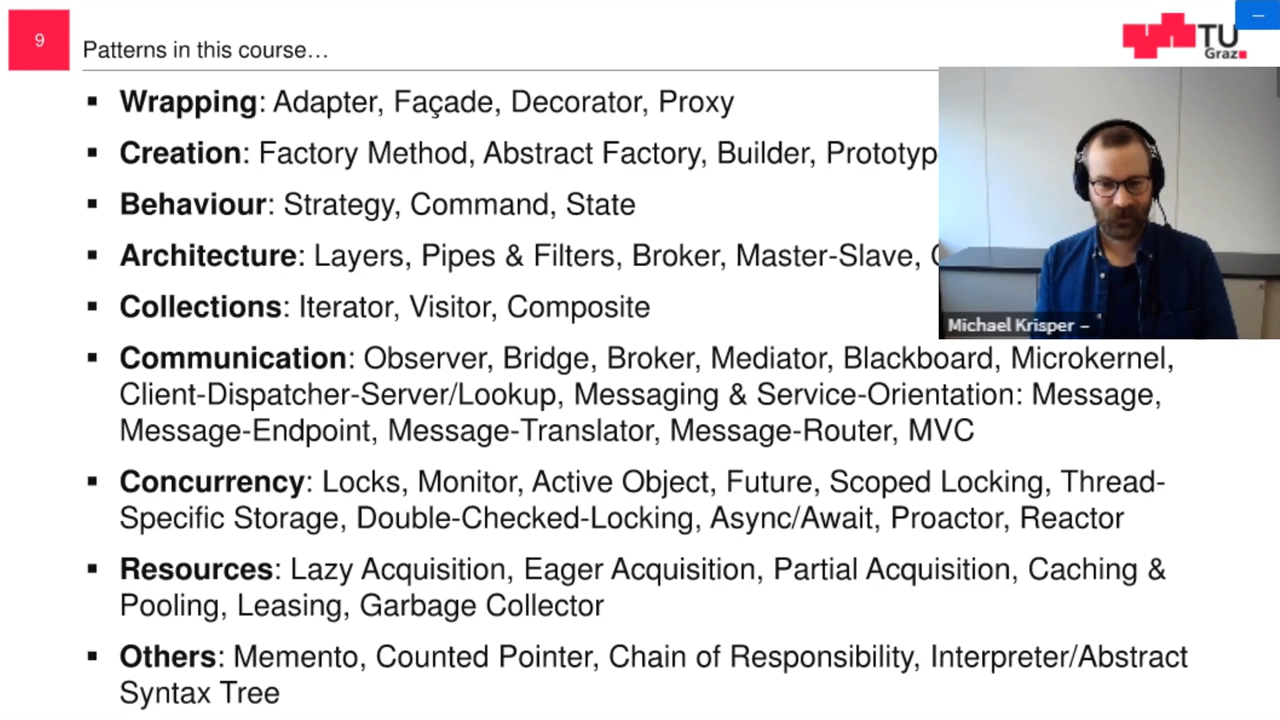 9
Patterns in this course…
TU
Graz
▪ Wrapping: Adapter, Façade, Decorator, Proxy
▪ Creation: Factory Method, Abstract Factory, Builder,
▪ Behaviour: Strategy, Command, State
▪ Architecture: Layers, Pipes & Filters, Broker, Master-Slave,
▪ Collections: Iterator, Visitor, Composite
Michael Krisper –
▪ Communication: Observer, Bridge, Broker, Mediator, Blackboard, Microkernel,
Client-Dispatcher-Server/Lookup, Messaging & Service-Orientation: Message,
Message-Endpoint, Message-Translator, Message-Router, MVC
▪ Concurrency: Locks, Monitor, Active Object, Future, Scoped Locking, Thread-
Specific Storage, Double-Checked-Locking, Async/Await, Proactor, Reactor
▪ Resources: Lazy Acquisition, Eager Acquisition, Partial Acquisition, Caching &
Pooling, Leasing, Garbage Collector
▪ Others: Memento, Counted Pointer, Chain of Responsibility, Interpreter/Abstract
Syntax Tree